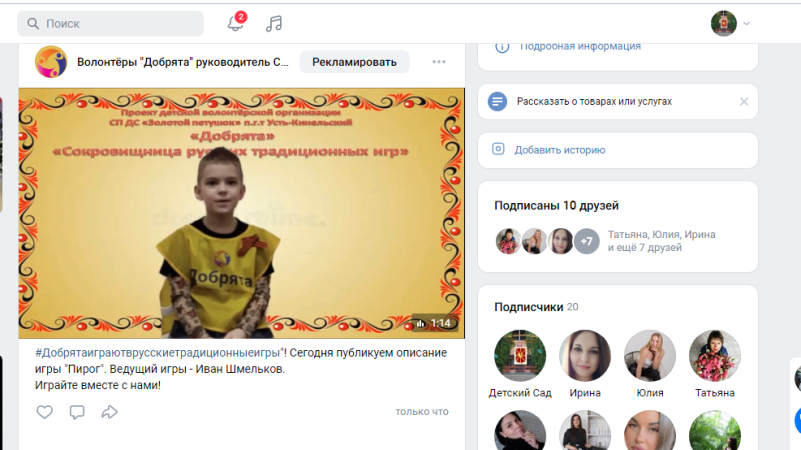 Поиск
2
Волонтёры "Добрята" руководитель С...
Рекламировать
Проект детской волонтёрской организации
СП ДС «Золотой петушок» п.г.т Усть-Кинельский
«Добрята»
«Сокровищница русских традиционных игр»
Добрята
1:14
#Добрятаиграютврусскиетрадиционныеигры"! Сегодня публикуем описание
игры "Пирог". Ведущий игры - Иван Шмельков.
Играйте вместе с нами!
только что
Подробная информация
Рассказать о товарах или услугах
Добавить историю
Подписаны 10 друзей
+7
Татьяна, Юлия, Ирина
и ещё 7 друзей
Подписчики 20
Детский Сад
Ирина
Юлия
Татьяна